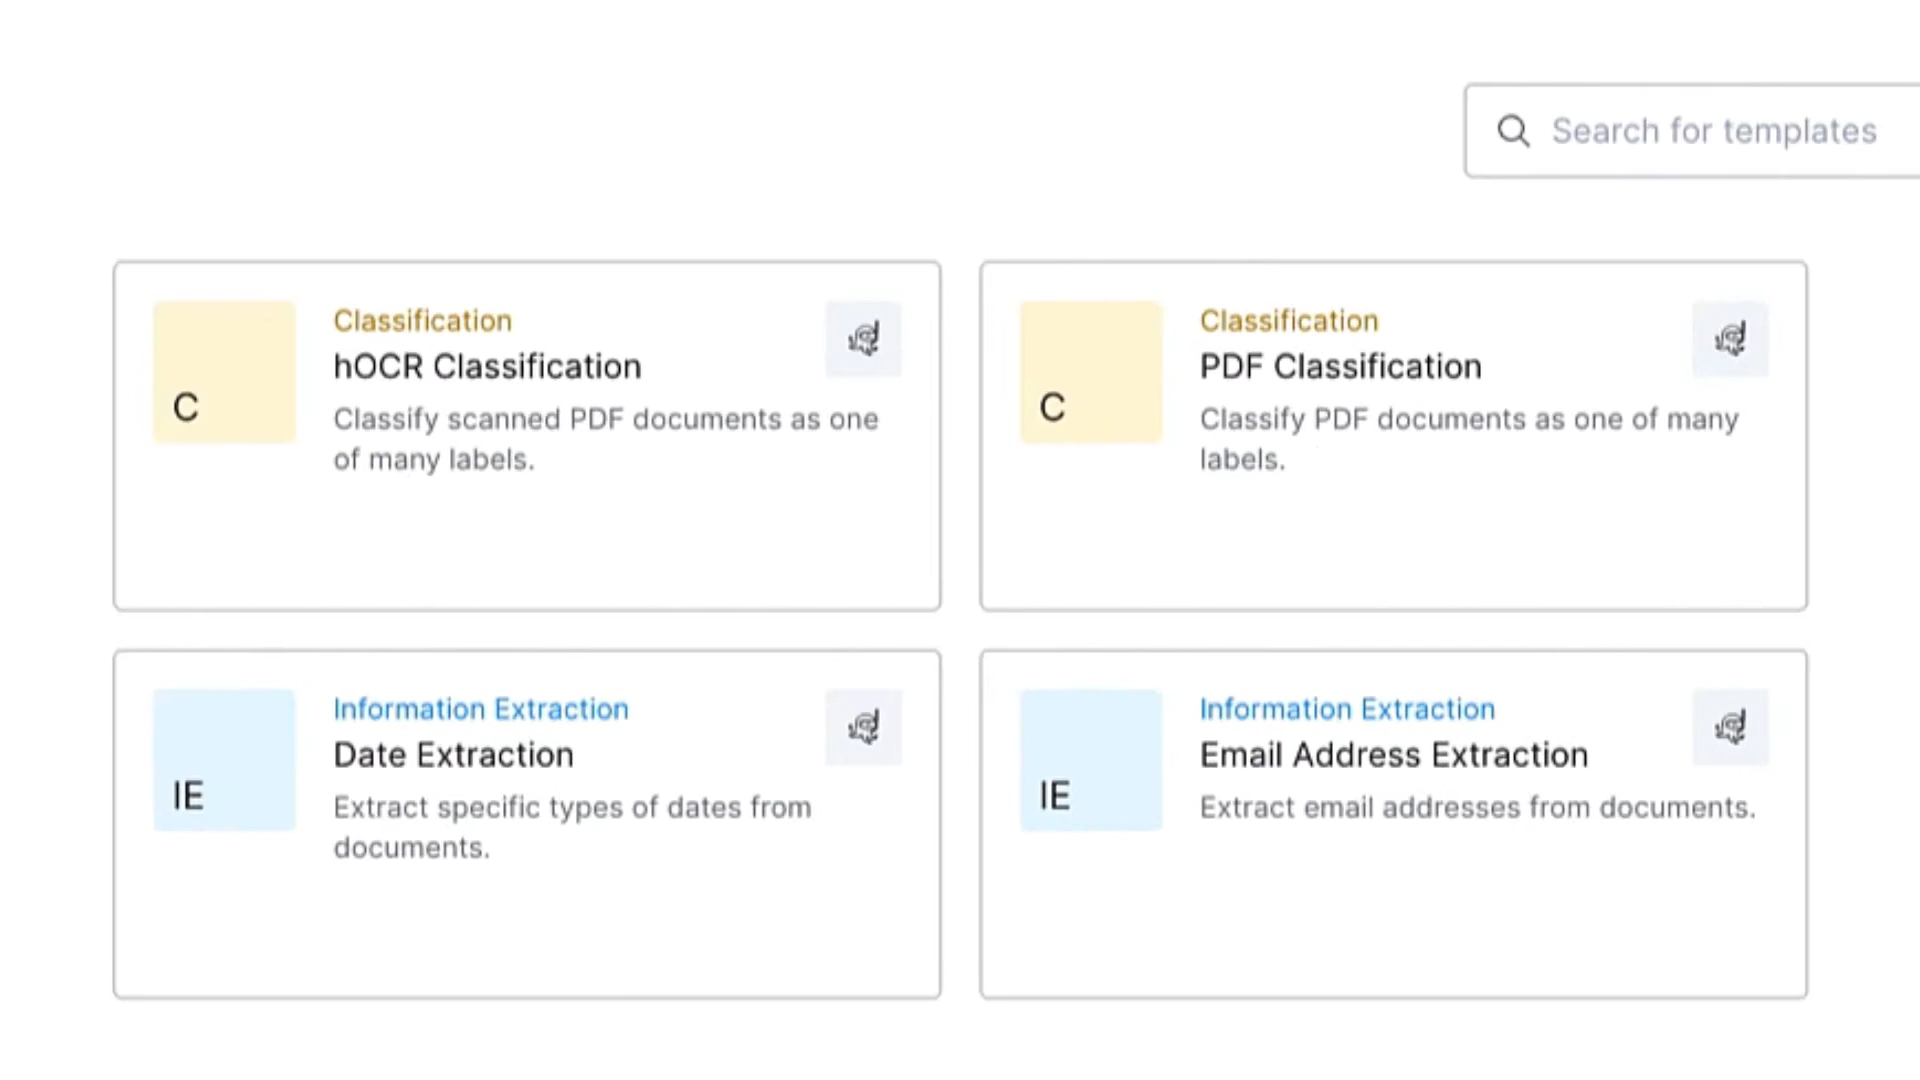 Search for templates
Classification
hOCR Classification
C
Classify scanned PDF documents as one
of many labels.
Classification
PDF Classification
C
Classify PDF documents as one of many
labels.
Information Extraction
Date Extraction
IE
Extract specific types of dates from
documents.
Information Extraction
Email Address Extraction
IE
Extract email addresses from documents.